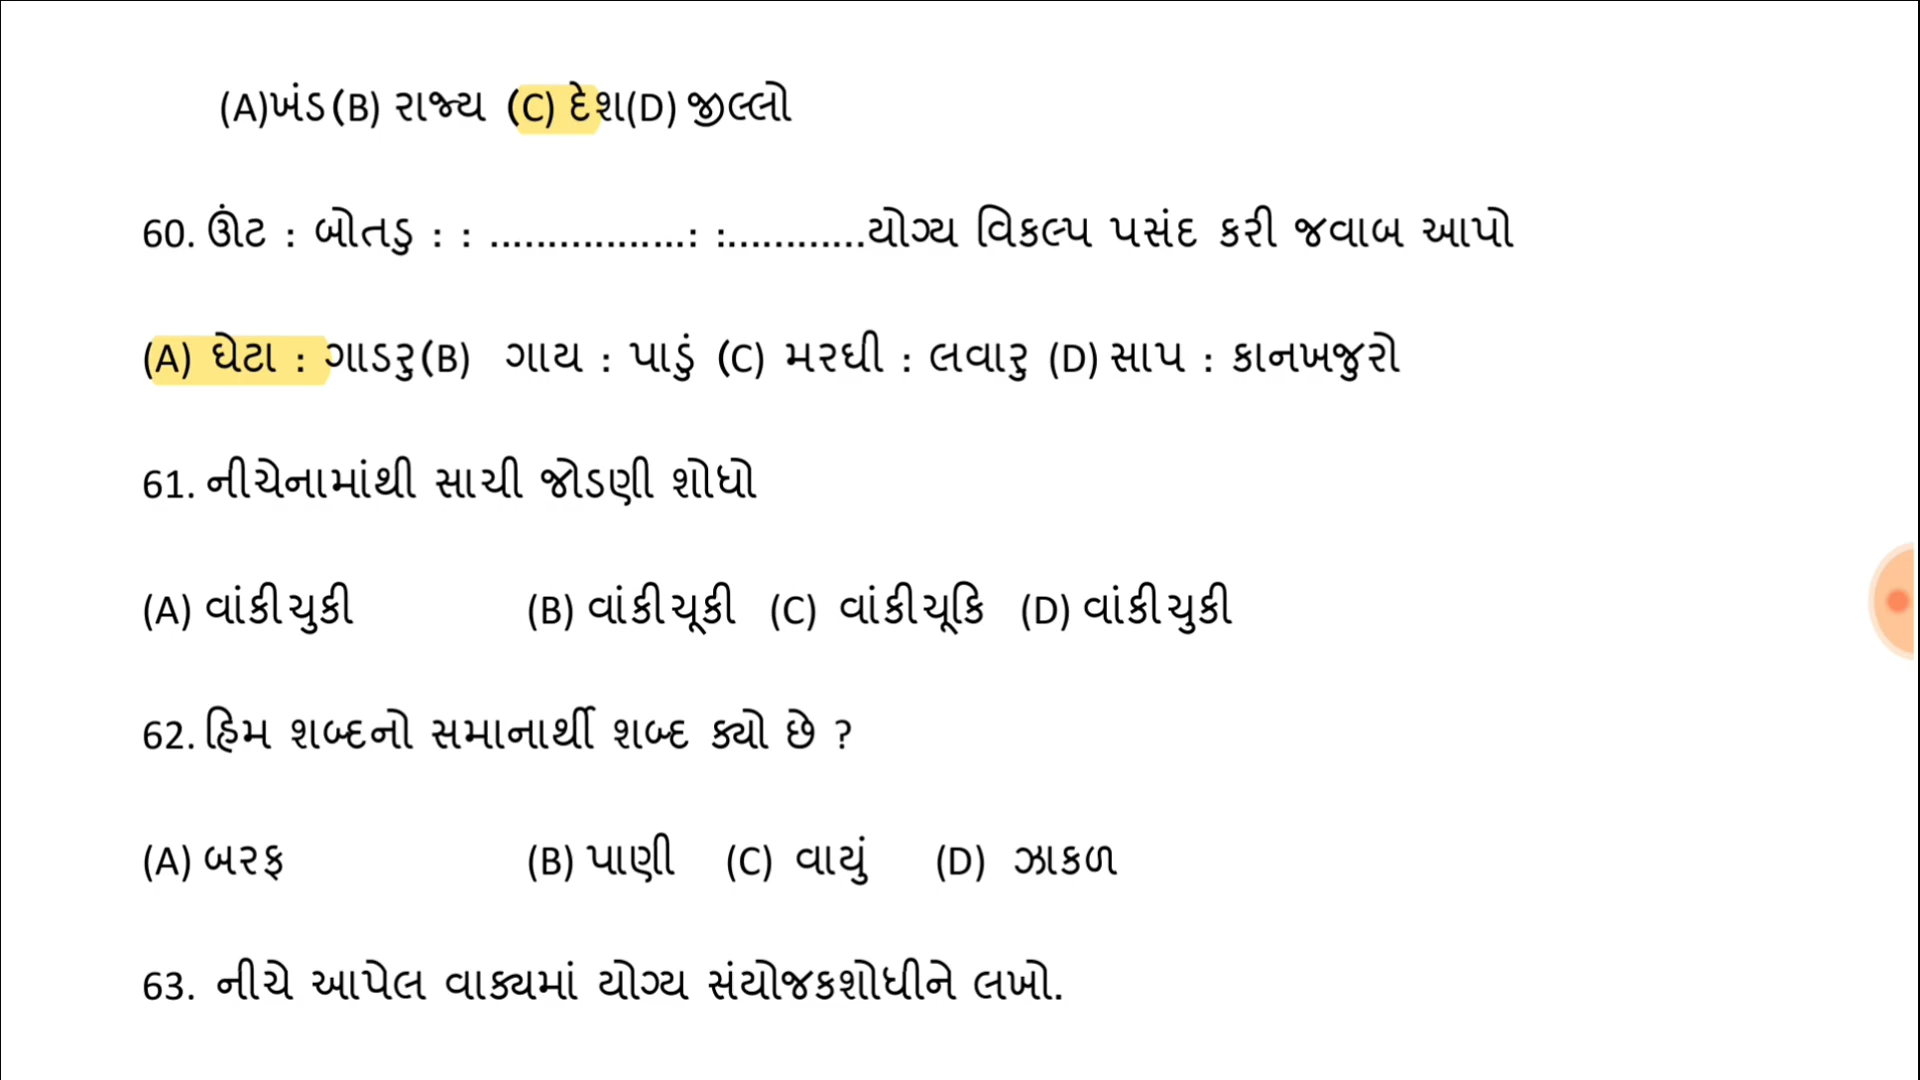 (A)ખંડ(B) રાજ્ય (C) દેશ(D) જીલ્લો
60. ઊંટ : બોતડુ : : .................: :............યોગ્ય વિકલ્પ પસંદ કરી જવાબ આપો
(A) ઘેટા : ગાડરુ(B) ગાય : પાડું (C) મરઘી : લવારુ (D) સાપ : કાનખજુરો
61. નીચેનામાંથી સાચી જોડણી શોધો
(A) વાંકીચુકી (B) વાંકીચૂકી (C) વાંકીચૂકિ (D) વાંકીચુકી
62. હિમ શબ્દનો સમાનાર્થી શબ્દ ક્યો છે ?
(A) બરફ (B) પાણી (C) વાયું (D) ઝાકળ
63. નીચે આપેલ વાક્યમાં યોગ્ય સંયોજકશોધીને લખો.